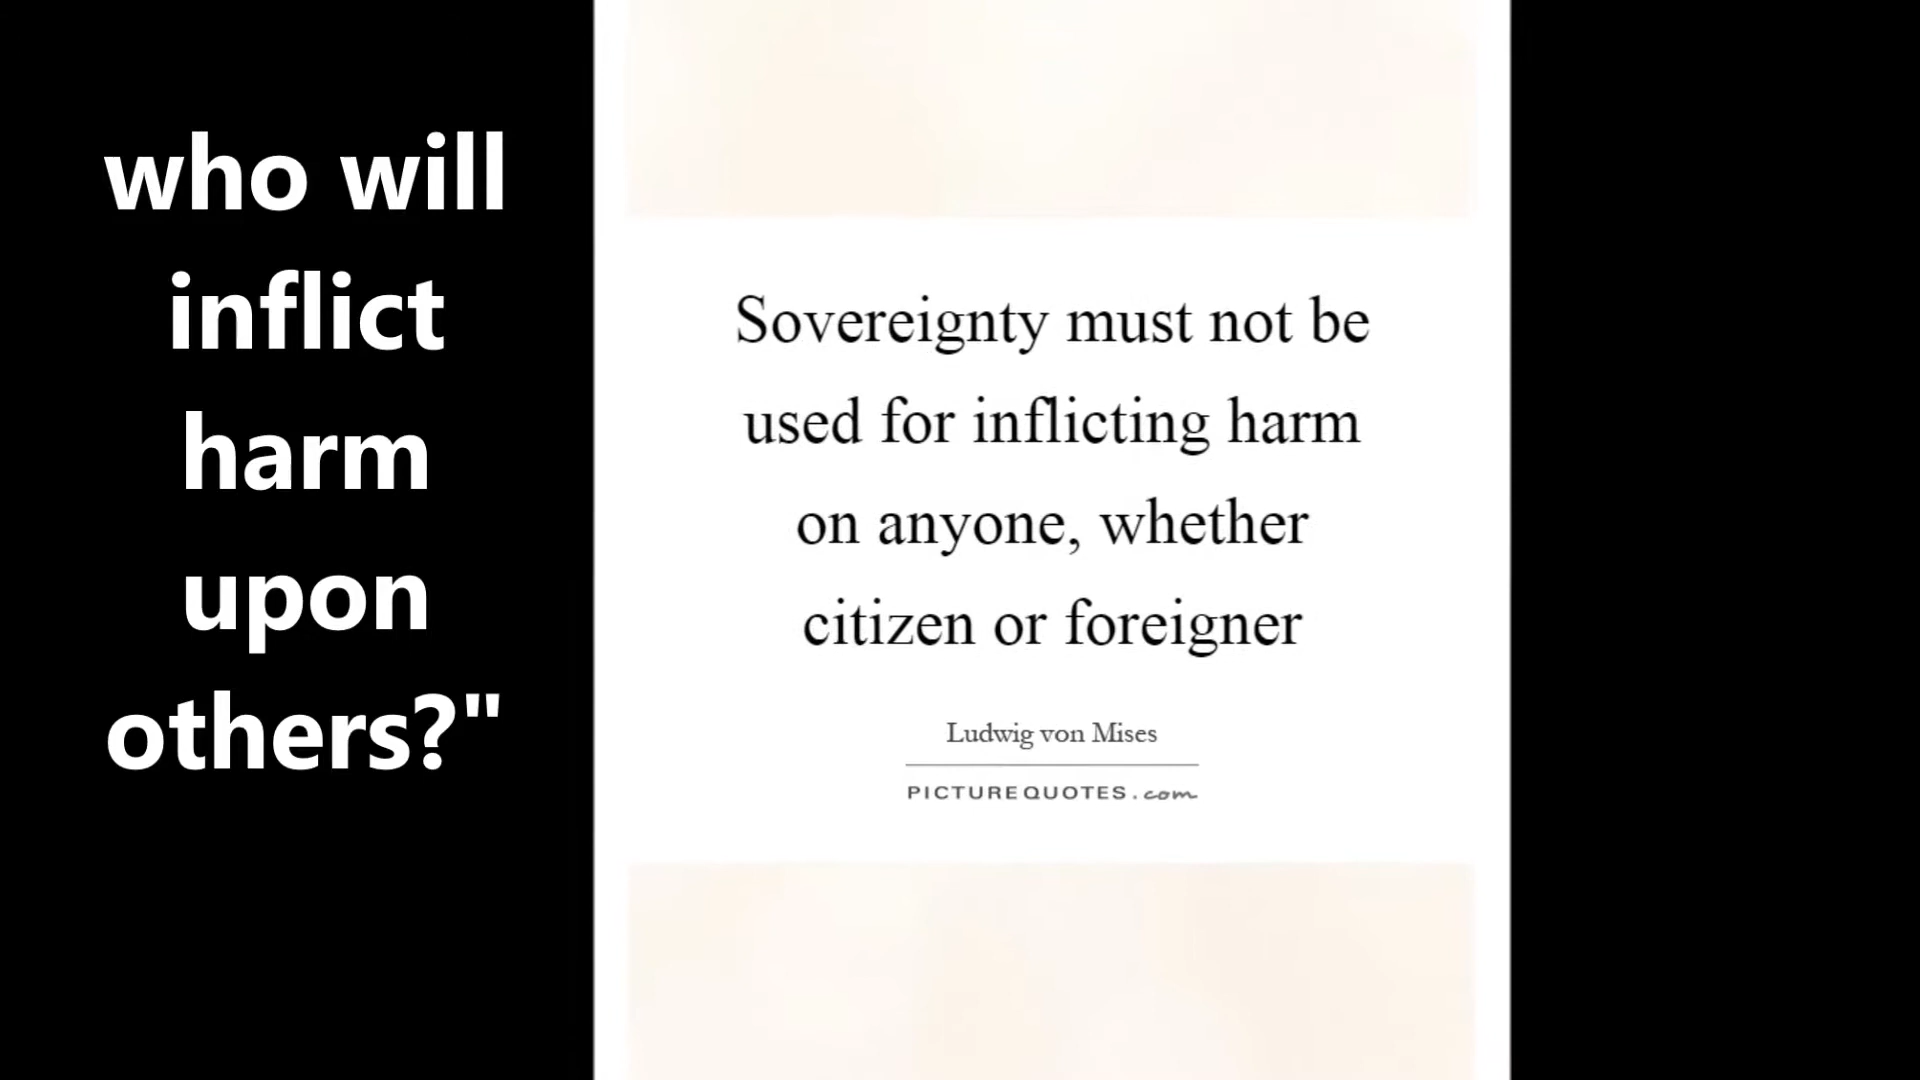 who will
inflict
harm
upon
others?"
Sovereignty must not be
used for inflicting harm
on anyone, whether
citizen or foreigner
Ludwig von Mises
PICTUREQUOTES.com